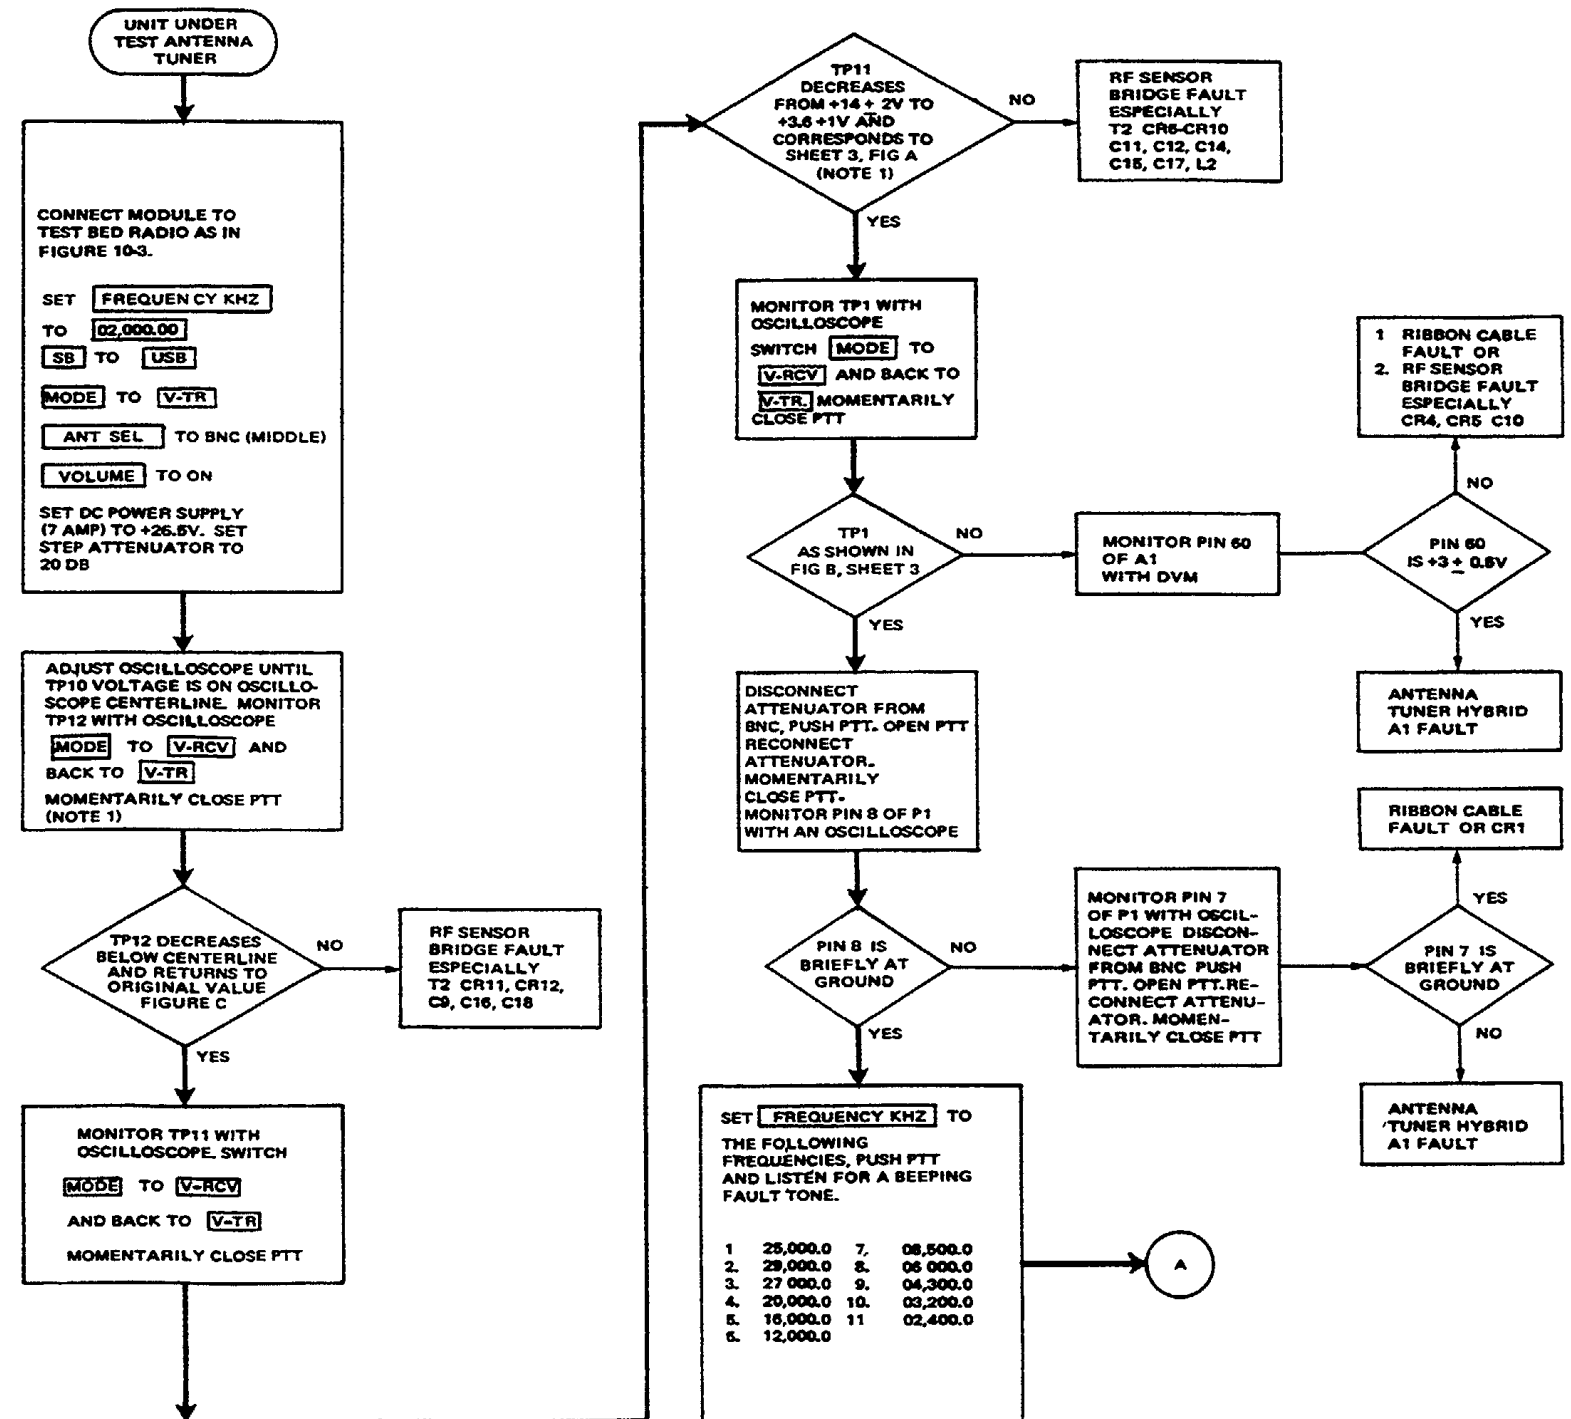 UNIT UNDER
TEST ANTENNA
TUNER
CONNECT MODULE TO
TEST BED RADIO AS IN
FIGURE 10-3.
SET FREQUENCY KHZ
TO 02,000.00
SB TO USB
MODE TO V-TR
ANT SEL TO BNC (MIDDLE)
VOLUME TO ON
SET DC POWER SUPPLY
(7 AMP) TO +26.5V. SET
STEP ATTENUATOR TO
20 DB
ADJUST OSCILLOSCOPE UNTIL
TP10 VOLTAGE IS ON OSCILLO-
SCOPE CENTERLINE. MONITOR
TP12 WITH OSCILLOSCOPE
MODE TO V-RCV AND
BACK TO V-TR
MOMENTARILY CLOSE PTT
(NOTE 1)
TP12 DECREASES
BELOW CENTERLINE
AND RETURNS TO
ORIGINAL VALUE
FIGURE C
NO
RF SENSOR
BRIDGE FAULT
ESPECIALLY
T2 CR11, CR12,
C9, C16, C18
YES
MONITOR TP11 WITH
OSCILLOSCOPE. SWITCH
MODE TO V-RCV
AND BACK TO V-TR
MOMENTARILY CLOSE PTT
TP11
DECREASES
FROM +14 ± 2V TO
+3.6 +1V AND
CORRESPONDS TO
SHEET 3, FIG A
(NOTE 1)
NO
RF SENSOR
BRIDGE FAULT
ESPECIALLY
T2 CR6-CR10
C11, C12, C14,
C15, C17, L2
YES
MONITOR TP1 WITH
OSCILLOSCOPE
SWITCH MODE TO
V-RCV AND BACK TO
V-TR. MOMENTARILY
CLOSE PTT
TP1
AS SHOWN IN
FIG B, SHEET 3
NO
MONITOR PIN 60
OF A1
WITH DVM
PIN 60
IS +3 ± 0.5V
NO
1 RIBBON CABLE
FAULT OR
2. RF SENSOR
BRIDGE FAULT
ESPECIALLY
CR4, CR5 C10
YES
ANTENNA
TUNER HYBRID
A1 FAULT
YES
DISCONNECT
ATTENUATOR FROM
BNC, PUSH PTT. OPEN PTT
RECONNECT
ATTENUATOR.
MOMENTARILY
CLOSE PTT.
MONITOR PIN 8 OF P1
WITH AN OSCILLOSCOPE
PIN 8 IS
BRIEFLY AT
GROUND
NO
MONITOR PIN 7
OF P1 WITH OSCIL-
LOSCOPE DISCON-
NECT ATTENUATOR
FROM BNC PUSH
PTT. OPEN PTT.RE-
CONNECT ATTENU-
ATOR. MOMEN-
TARILY CLOSE PTT
PIN 7 IS
BRIEFLY AT
GROUND
YES
RIBBON CABLE
FAULT OR CR1
NO
ANTENNA
TUNER HYBRID
A1 FAULT
YES
SET FREQUENCY KHZ TO
THE FOLLOWING
FREQUENCIES, PUSH PTT
AND LISTEN FOR A BEEPING
FAULT TONE.
1 25,000.0 7. 08,500.0
2. 29,000.0 8. 06 000.0
3. 27 000.0 9. 04,300.0
4. 20,000.0 10. 03,200.0
5. 16,000.0 11 02,400.0
6. 12,000.0
A